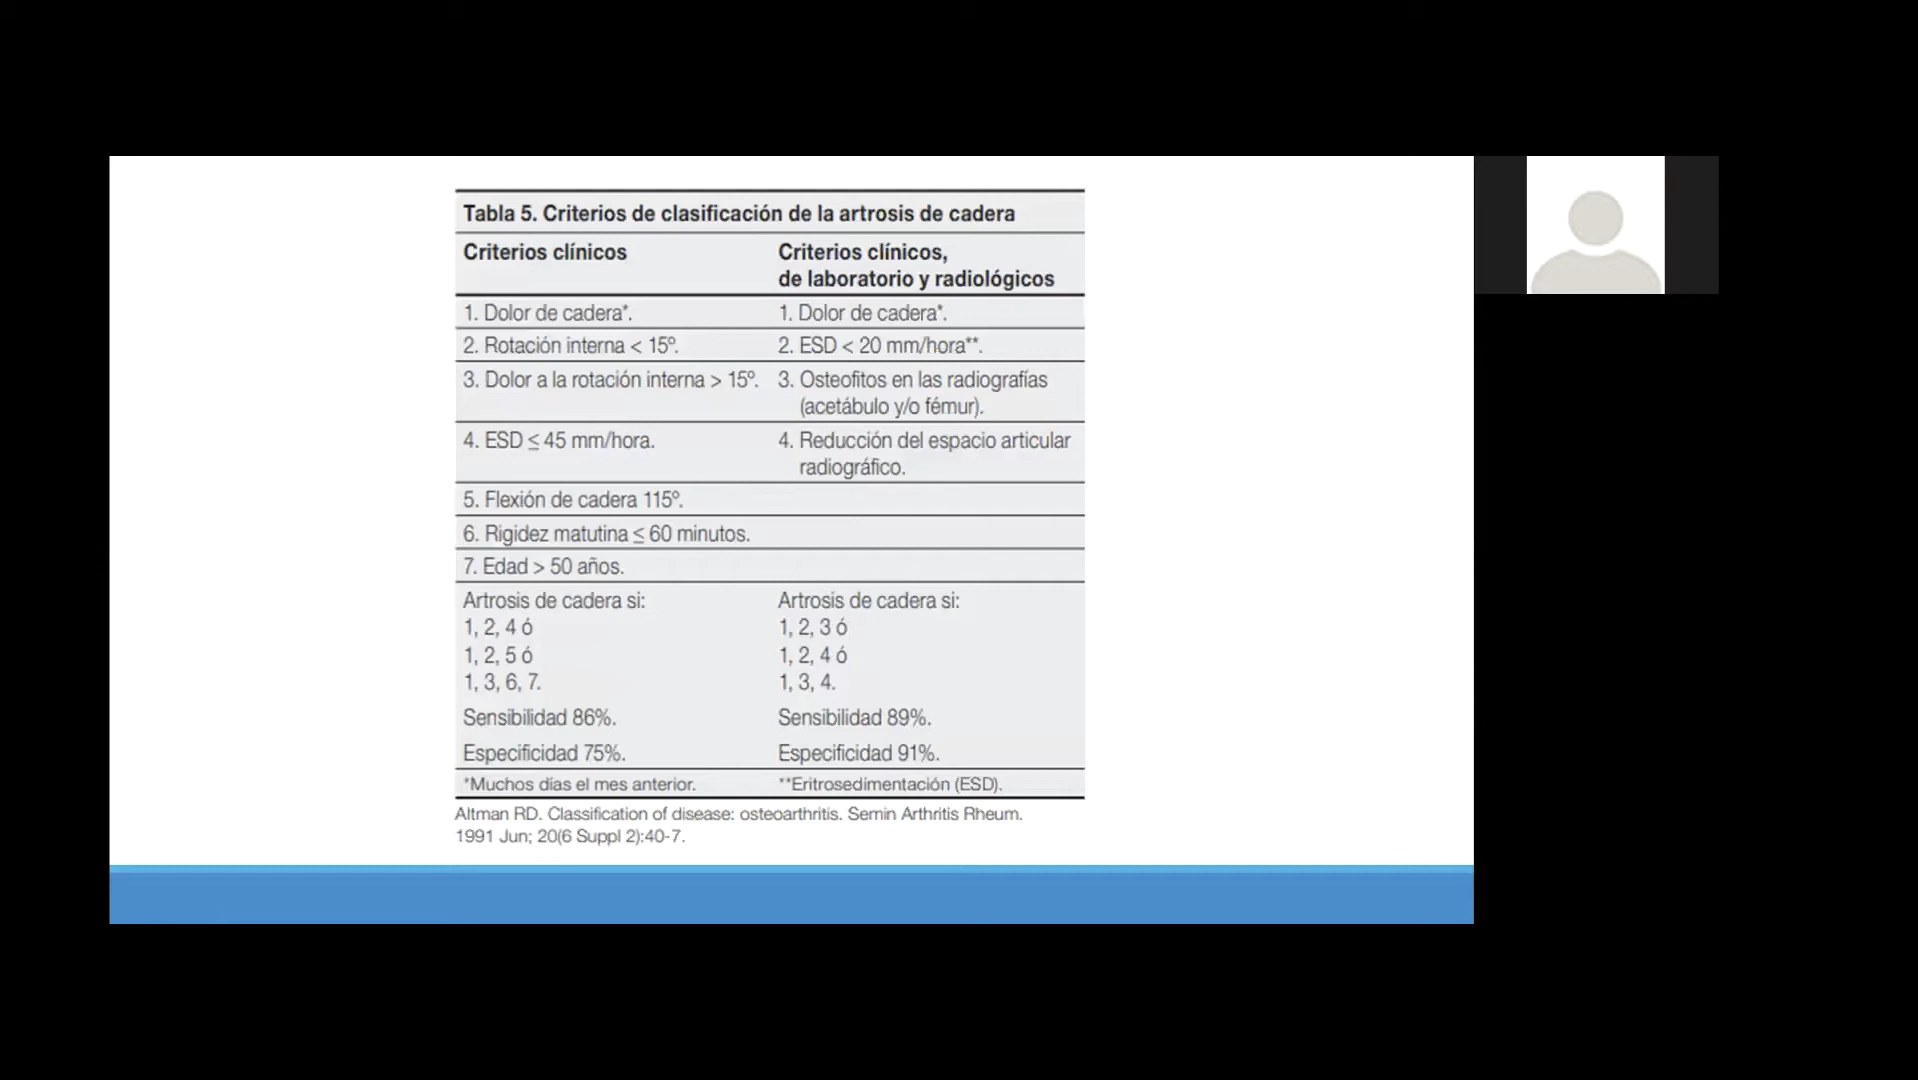 Tabla 5. Criterios de clasificación de la artrosis de cadera
Criterios clínicos
Criterios clínicos,
de laboratorio y radiológicos
1. Dolor de cadera*.
1. Dolor de cadera*.
2. Rotación interna < 15º.
2. ESD < 20 mm/hora**.
3. Dolor a la rotación interna > 15º.
3. Osteofitos en las radiografías
(acetábulo y/o fémur).
4. ESD ≤ 45 mm/hora.
4. Reducción del espacio articular
radiográfico.
5. Flexión de cadera 115º.
6. Rigidez matutina ≤ 60 minutos.
7. Edad > 50 años.
Artrosis de cadera si:
1, 2, 4 ó
1, 2, 5 ó
1, 3, 6, 7.
Sensibilidad 86%.
Especificidad 75%.
Artrosis de cadera si:
1, 2, 3 ó
1, 2, 4 ó
1, 3, 4.
Sensibilidad 89%.
Especificidad 91%.
*Muchos días el mes anterior.
**Eritrosedimentación (ESD).
Altman RD. Classification of disease: osteoarthritis. Semin Arthritis Rheum.
1991 Jun; 20(6 Suppl 2):40-7.